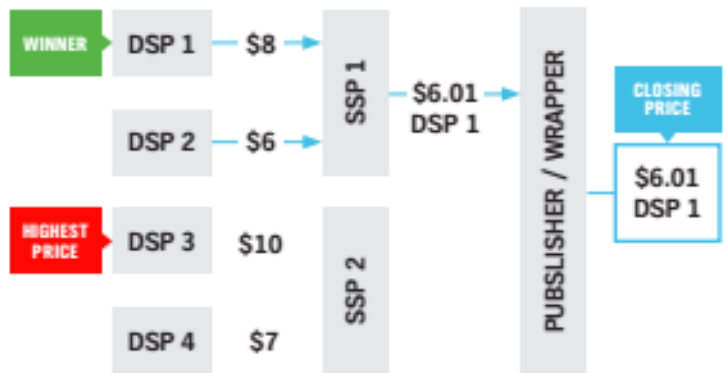 WINNER
DSP 1
$8
SSP 1
$6.01
DSP 1
PUBSLISHER / WRAPPER
CLOSING
PRICE
$6.01
DSP 1
DSP 2
$6
HIGHEST
PRICE
DSP 3
$10
SSP 2
DSP 4
$7